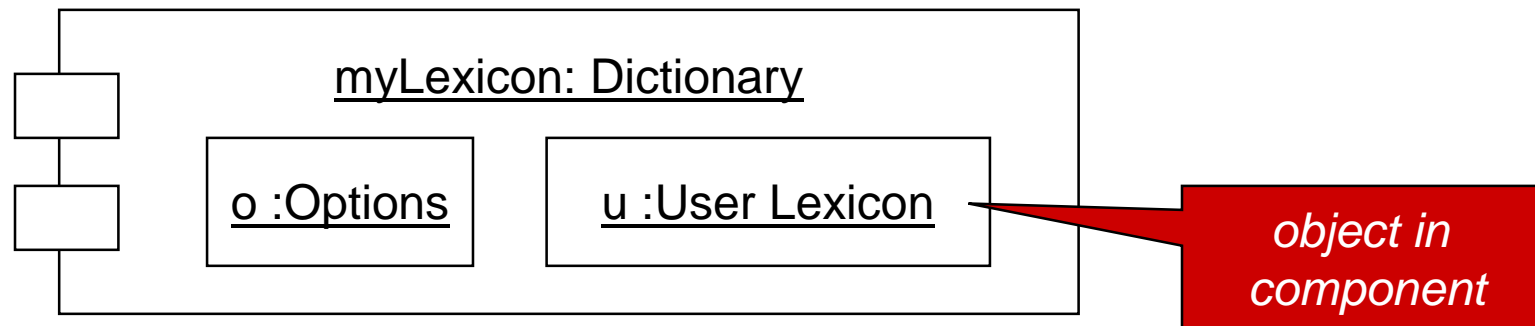 myLexicon: Dictionary
o :Options
u :User Lexicon
object in
component